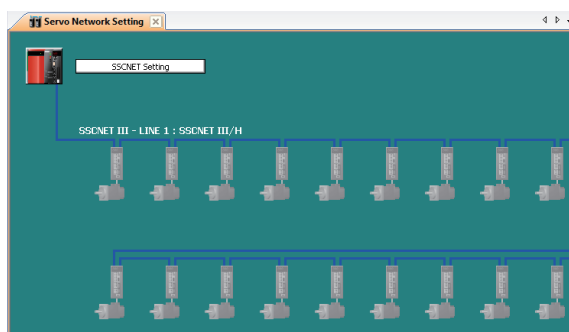 Servo Network Setting
SSCNET Setting
SSCNET III - LINE 1 : SSCNET III/H